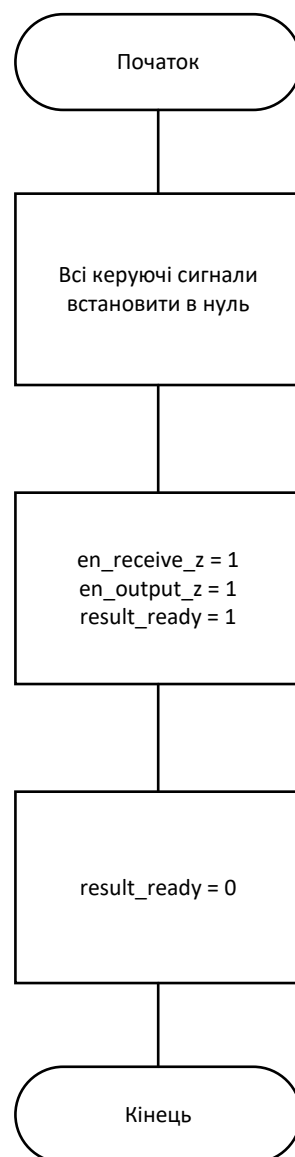 Початок
Всі керуючі сигнали
встановити в нуль
en_receive_z = 1
en_output_z = 1
result_ready = 1
result_ready = 0
Кінець